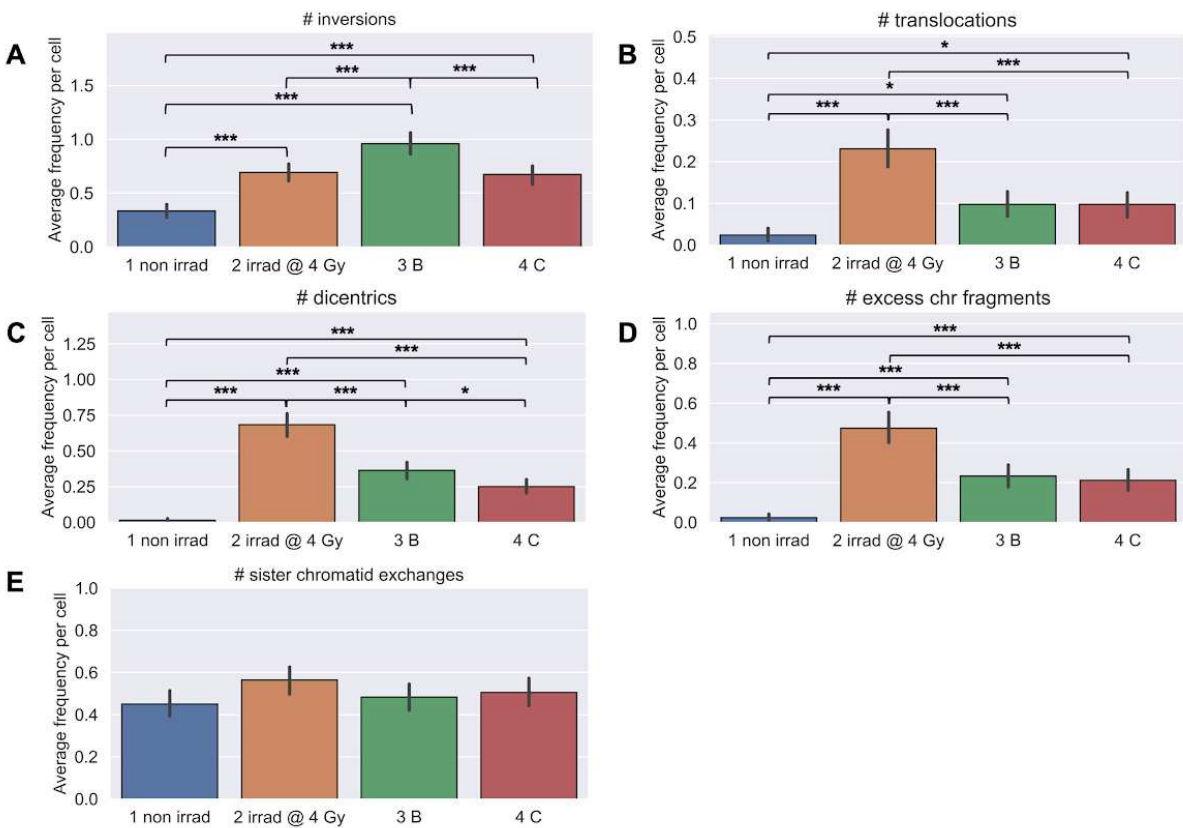 # inversions
A
Average frequency per cell
1.5
1.0
0.5
0.0
***
***
***
***
***
1 non irrad
2 irrad @ 4 Gy
3 B
4 C
# translocations
B
Average frequency per cell
0.5
0.4
0.3
0.2
0.1
0.0
*
***
*
***
***
1 non irrad
2 irrad @ 4 Gy
3 B
4 C
# dicentrics
C
Average frequency per cell
1.25
1.00
0.75
0.50
0.25
0.00
***
***
***
***
***
*
1 non irrad
2 irrad @ 4 Gy
3 B
4 C
# excess chr fragments
D
Average frequency per cell
1.0
0.8
0.6
0.4
0.2
0.0
***
***
***
***
***
1 non irrad
2 irrad @ 4 Gy
3 B
4 C
# sister chromatid exchanges
E
Average frequency per cell
1.0
0.8
0.6
0.4
0.2
0.0
1 non irrad
2 irrad @ 4 Gy
3 B
4 C